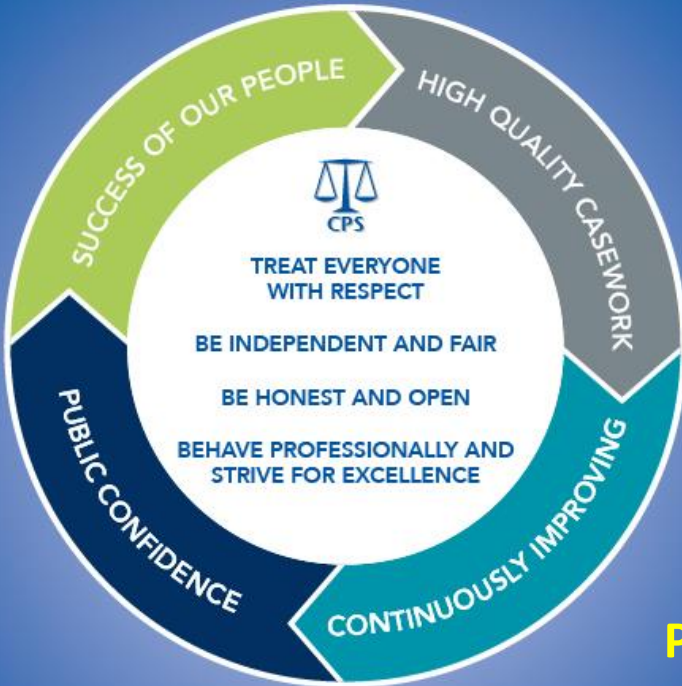 SUCCESS OF OUR PEOPLE
HIGH QUALITY CASEWORK
CPS
TREAT EVERYONE
WITH RESPECT
BE INDEPENDENT AND FAIR
BE HONEST AND OPEN
BEHAVE PROFESSIONALLY AND
STRIVE FOR EXCELLENCE
PUBLIC CONFIDENCE
CONTINUOUSLY IMPROVING
P